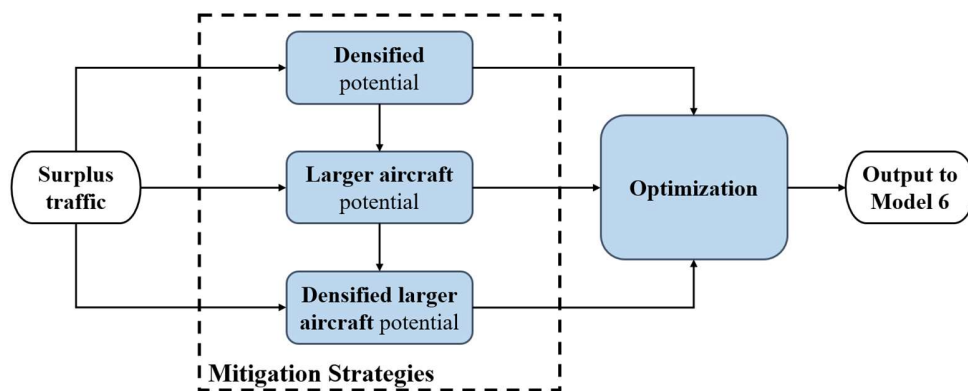 Densified
potential
Surplus
traffic
Larger aircraft
potential
Optimization
Output to
Model 6
Densified larger
aircraft potential
Mitigation Strategies